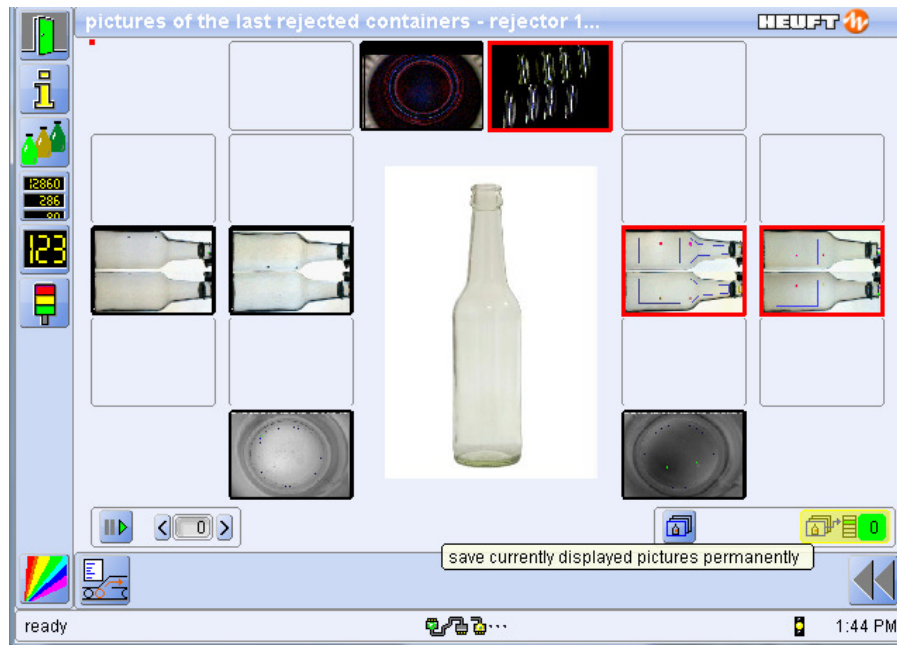 pictures of the last rejected containers - rejector 1...
HEUFT
12860
286
90
123
0
0
save currently displayed pictures permanently
ready
1:44 PM